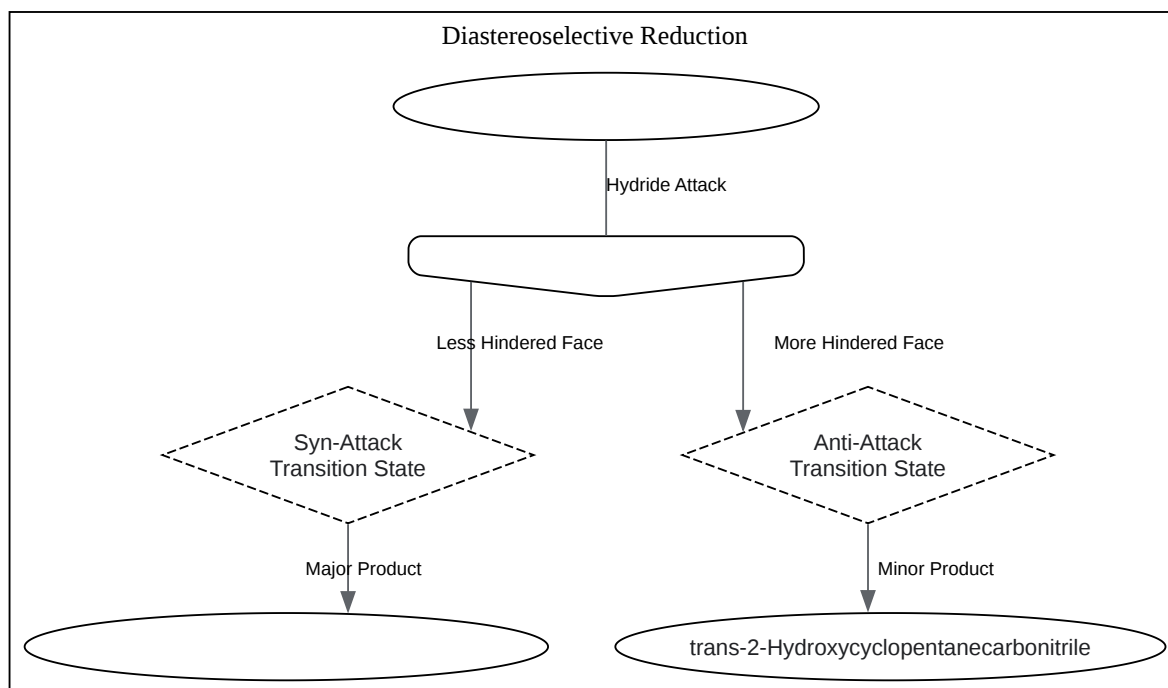 Diastereoselective Reduction
Hydride Attack
Less Hindered Face
More Hindered Face
Syn-Attack
Transition State
Anti-Attack
Transition State
Major Product
Minor Product
trans-2-Hydroxycyclopentanecarbonitrile